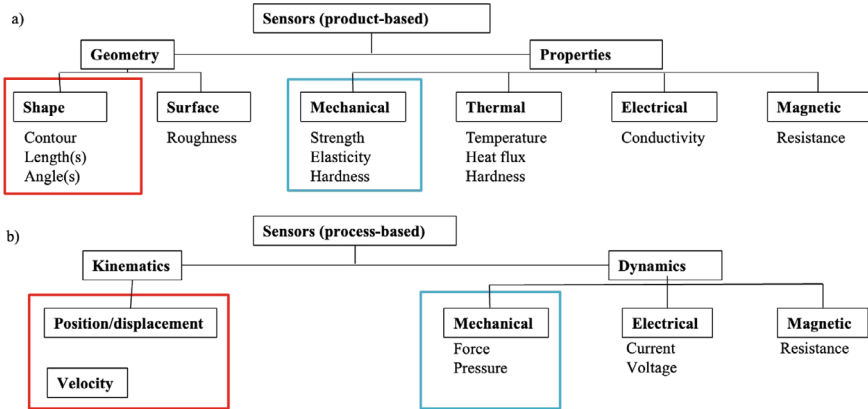 a)
Sensors (product-based)
Geometry
Properties
Shape
Surface
Mechanical
Thermal
Electrical
Magnetic
Contour
Roughness
Strength
Temperature
Conductivity
Resistance
Length(s)
Elasticity
Heat flux
Angle(s)
Hardness
Hardness
b)
Sensors (process-based)
Kinematics
Dynamics
Position/displacement
Mechanical
Electrical
Magnetic
Force
Current
Resistance
Pressure
Voltage
Velocity